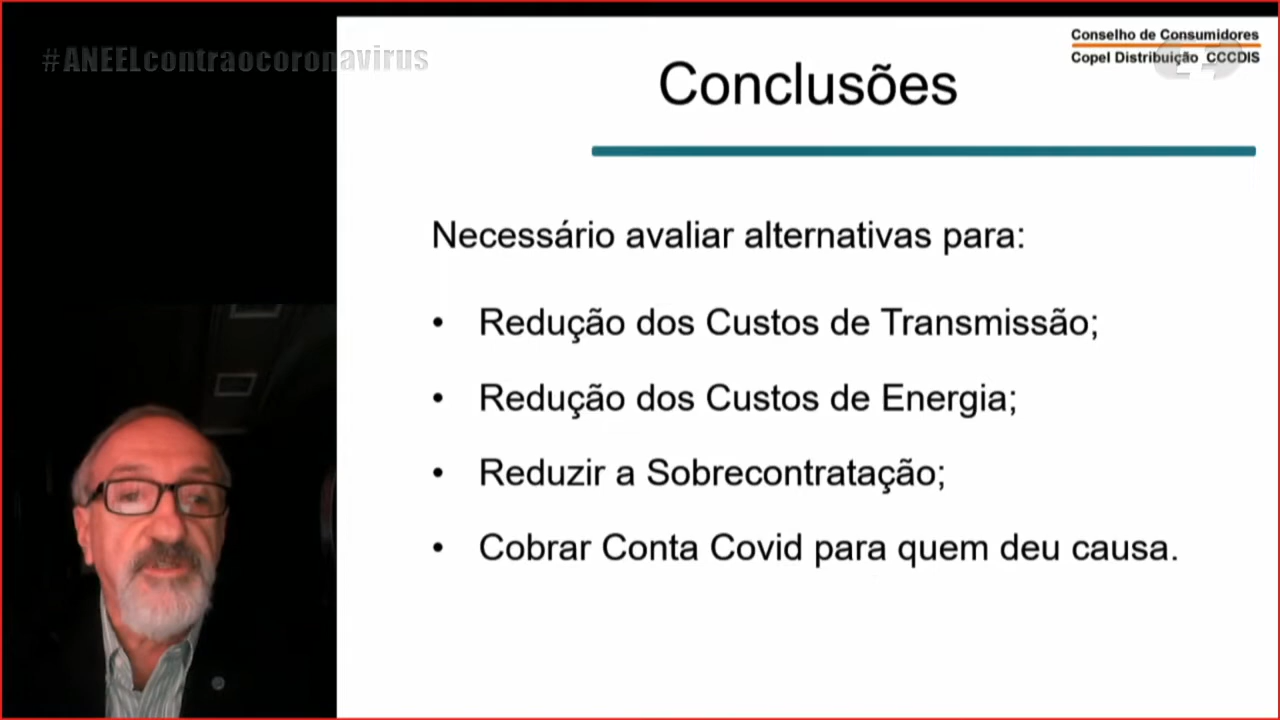 #ANEELcontraocoronavirus
Conselho de Consumidores
Copel Distribuição CCCDIS
Conclusões
Necessário avaliar alternativas para:
• Redução dos Custos de Transmissão;
• Redução dos Custos de Energia;
• Reduzir a Sobrecontratação;
• Cobrar Conta Covid para quem deu causa.